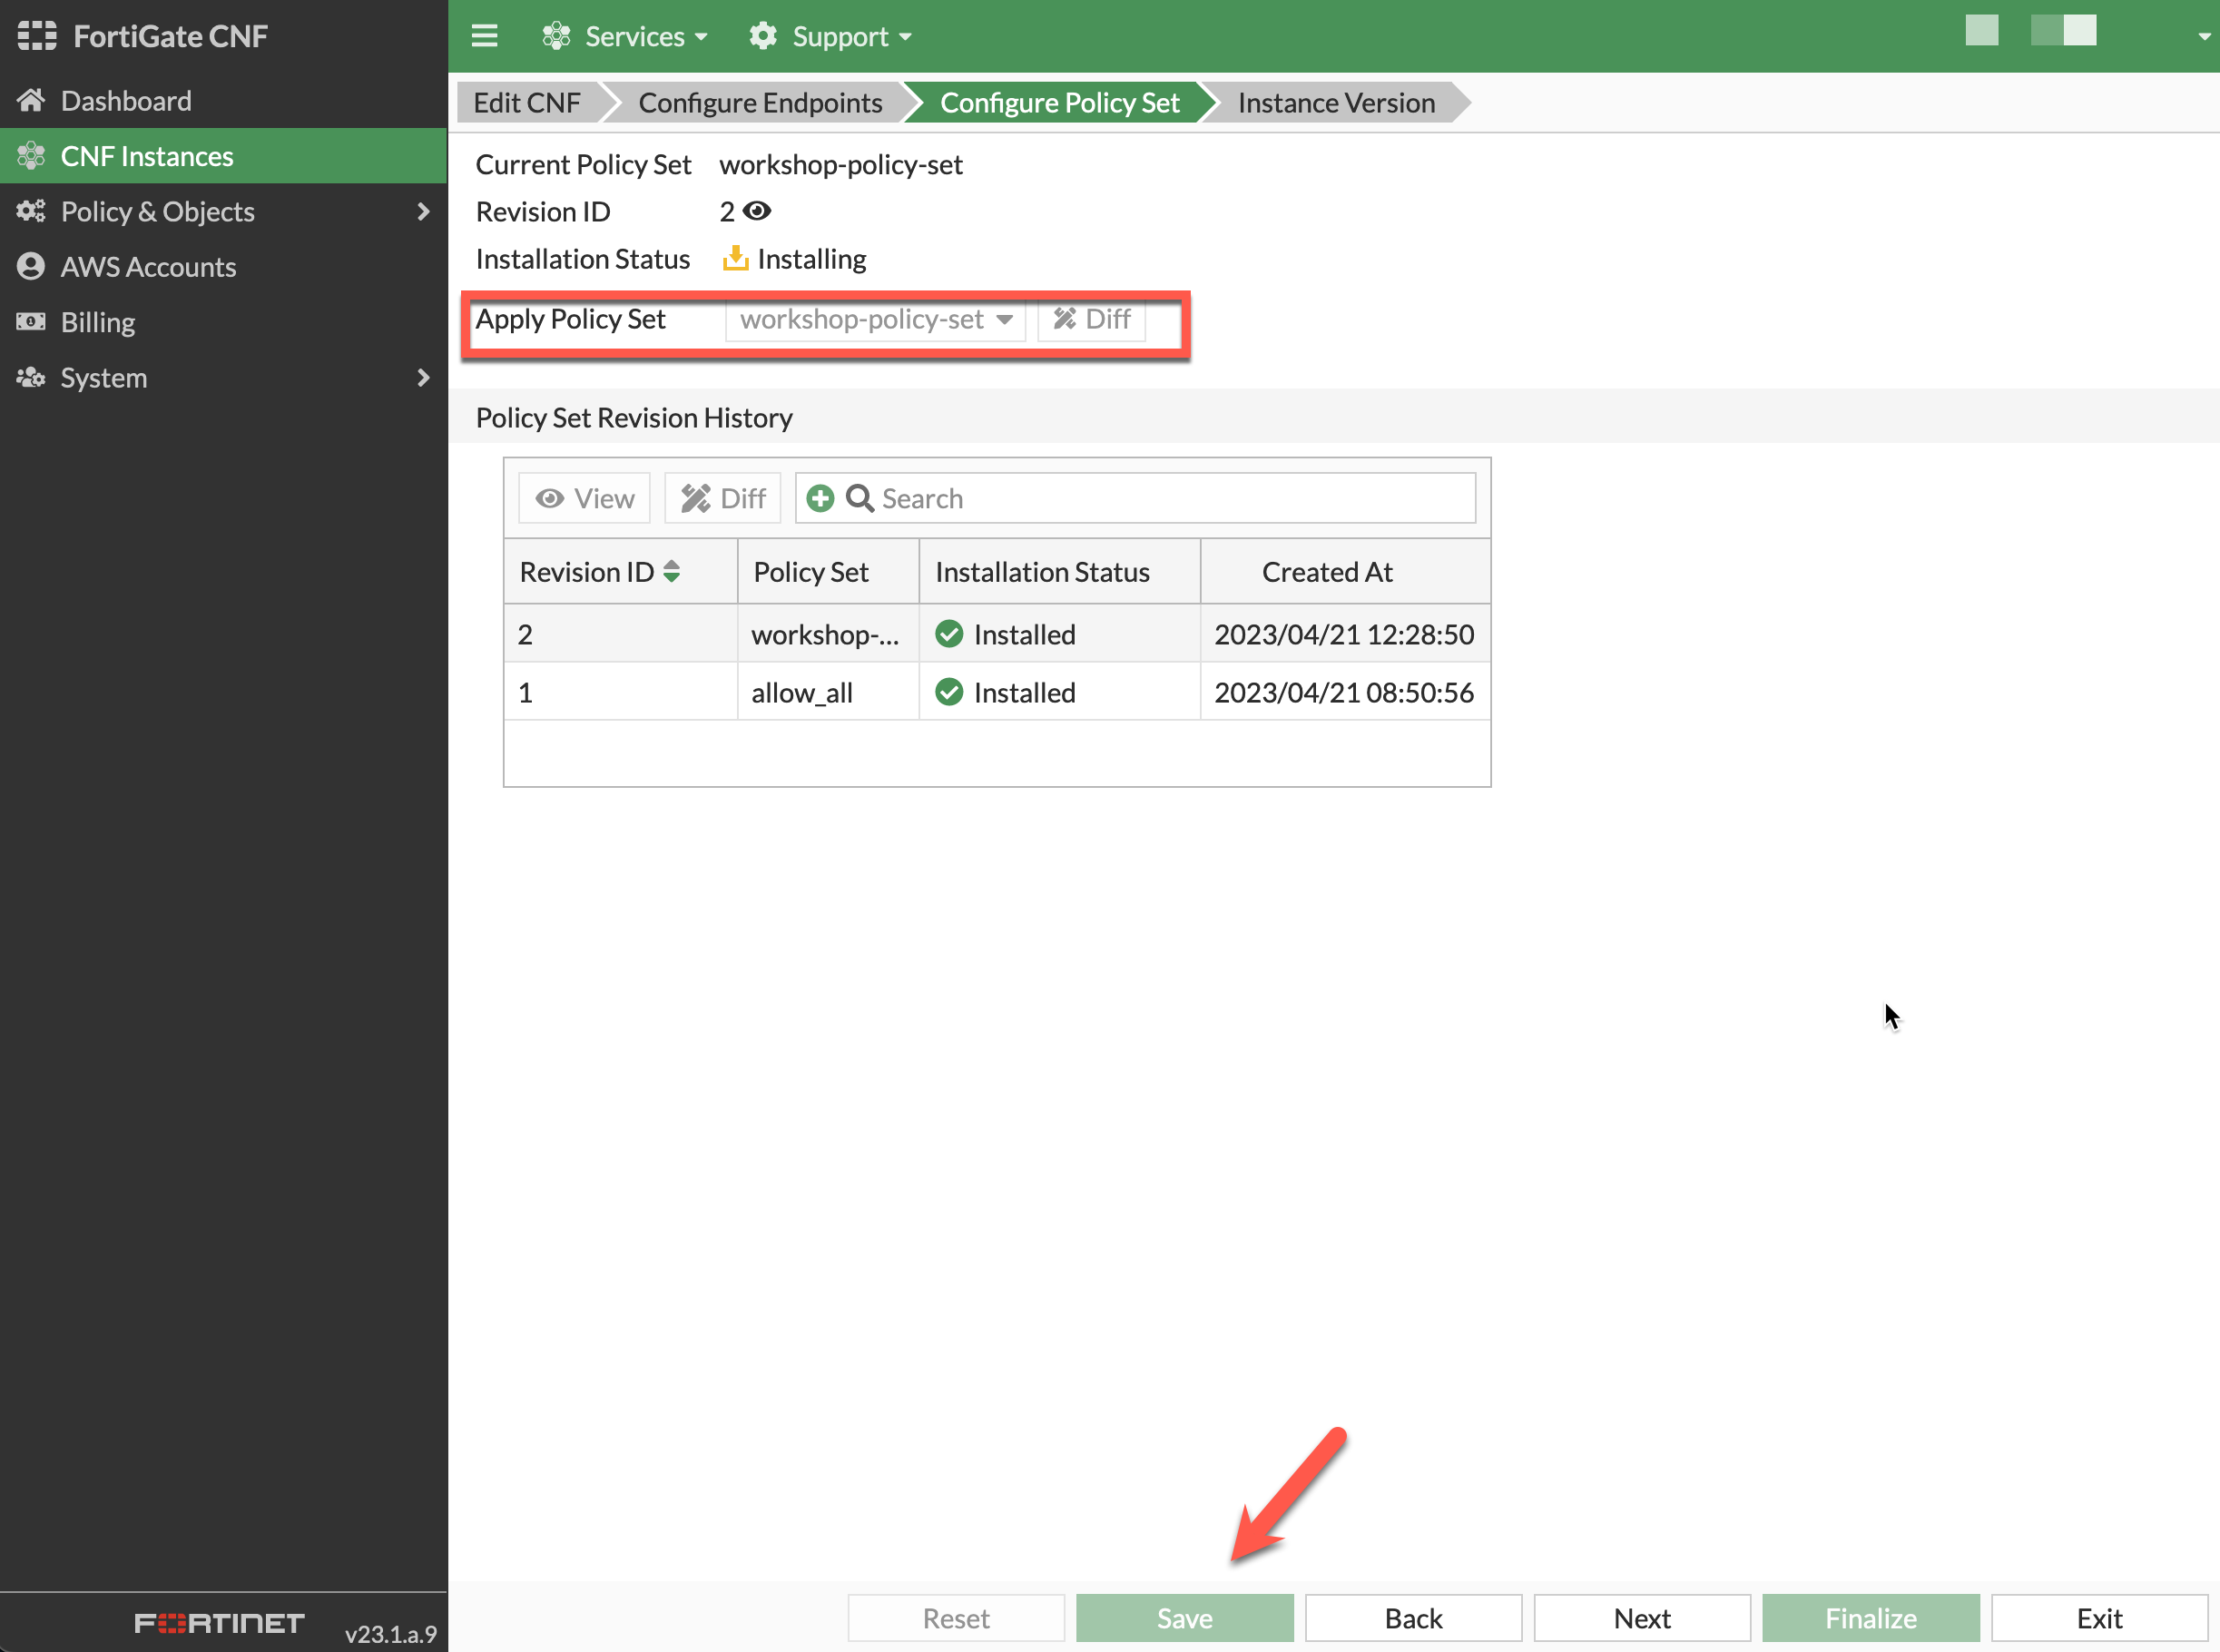 FortiGate CNF
Services
Support
Dashboard
CNF Instances
Policy & Objects
AWS Accounts
Billing
System
Edit CNF
Configure Endpoints
Configure Policy Set
Instance Version
Current Policy Set workshop-policy-set
Revision ID 2
Installation Status Installing
Apply Policy Set workshop-policy-set Diff
Policy Set Revision History
View Diff Search
Revision ID Policy Set Installation Status Created At
2 workshop-... Installed 2023/04/21 12:28:50
1 allow_all Installed 2023/04/21 08:50:56
Reset Save Back Next Finalize Exit
FORTINET v23.1.a.9